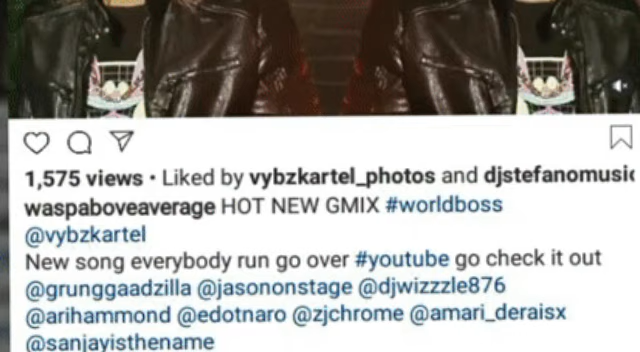 1,575 views • Liked by vybzkartel_photos and djstefanomusic
waspaboveaverage HOT NEW GMIX #worldboss
@vybzkartel
New song everybody run go over #youtube go check it out
@grunggaadzilla @jasononstage @djwizzzle876
@arihammond @edotnaro @zjchrome @amari_deraisx
@sanjayisthename